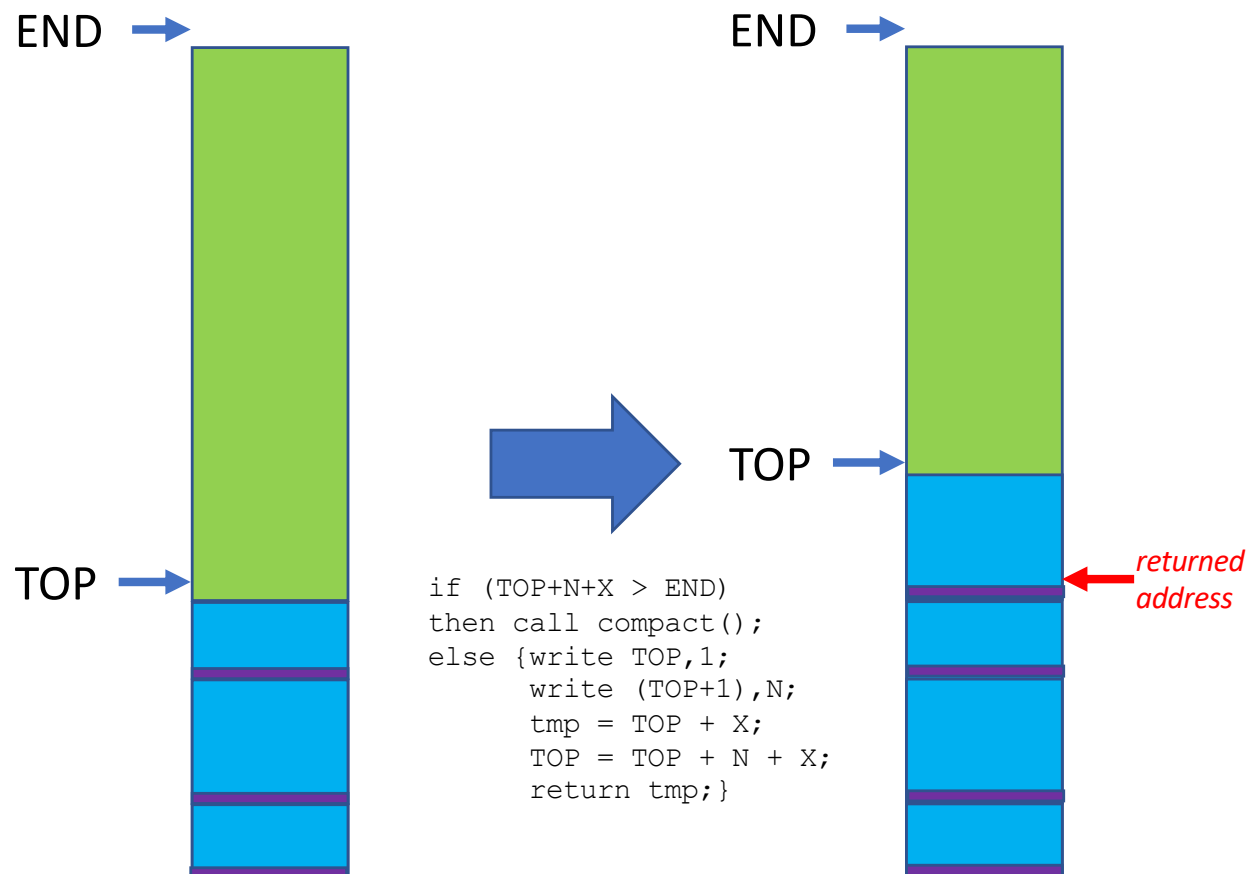 END
END
TOP
TOP
if (TOP+N+X > END)
then call compact();
else {write TOP,1;
      write (TOP+1),N;
      tmp = TOP + X;
      TOP = TOP + N + X;
      return tmp;}
returned
address